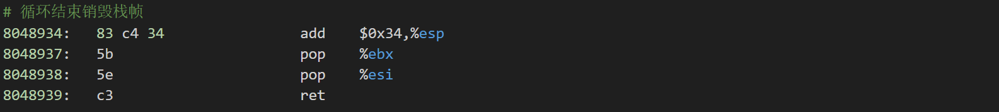 # 循环结束销毁栈帧
8048934:   83 c4 34                add    $0x34,%esp
8048937:   5b                      pop    %ebx
8048938:   5e                      pop    %esi
8048939:   c3                      ret